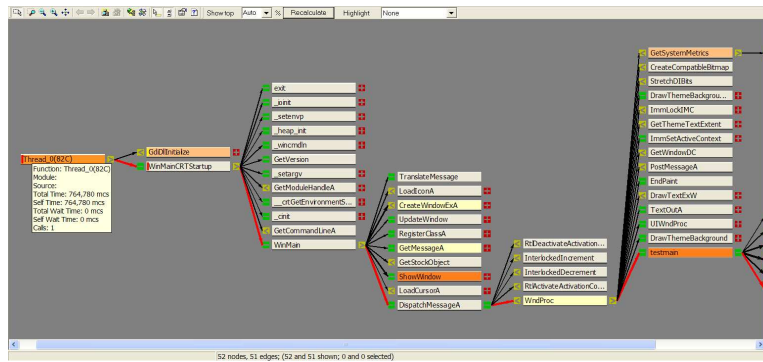 Show top
Auto
%
Recalculate
Highlight
None
Thread_0(82C)
Function: Thread_0(82C)
Module:
Source:
Total Time: 764,780 mcs
Self Time: 764,780 mcs
Total Wait Time: 0 mcs
Self Wait Time: 0 mcs
Calls: 1
GdiDllInitialize
WinMainCRTStartup
exit
_ioinit
_setenvp
_heap_init
_wincmdln
GetVersion
_setargv
GetModuleHandleA
__crtGetEnvironmentS...
_cinit
GetCommandLineA
WinMain
TranslateMessage
LoadIconA
CreateWindowExA
UpdateWindow
RegisterClassA
GetMessageA
GetStockObject
ShowWindow
LoadCursorA
DispatchMessageA
RtlDeactivateActivation...
InterlockedIncrement
InterlockedDecrement
RtlActivateActivationCo...
WndProc
GetSystemMetrics
CreateCompatibleBitmap
StretchDIBits
DrawThemeBackgrou...
ImmLockIMC
GetThemeTextExtent
ImmSetActiveContext
GetWindowDC
PostMessageA
EndPaint
DrawTextExW
TextOutA
UIWndProc
DrawThemeBackground
testmain
52 nodes, 51 edges; (52 and 51 shown; 0 and 0 selected)